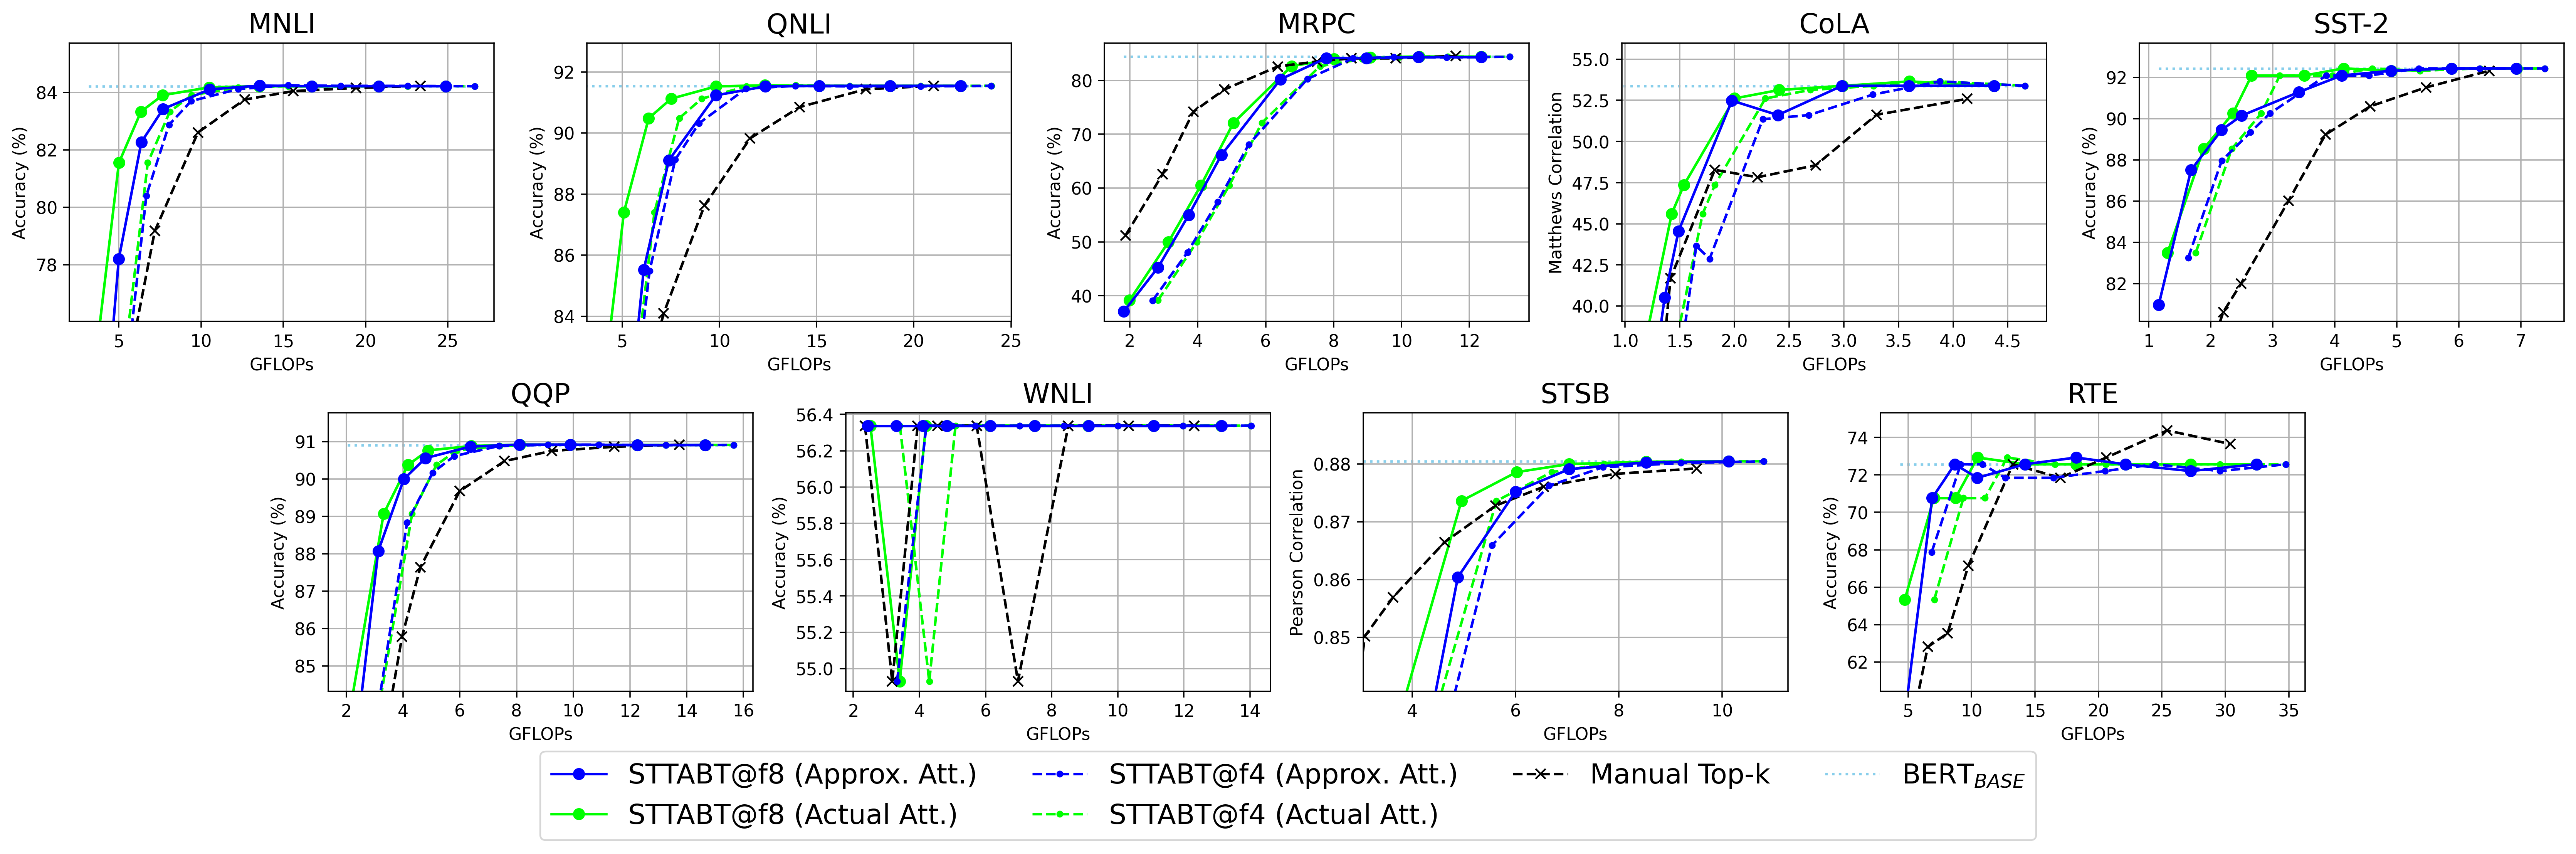 MNLI
QNLI
MRPC
CoLA
SST-2
84
82
80
78
Accuracy (%)
5 10 15 20 25
GFLOPs
92
90
88
86
84
Accuracy (%)
5 10 15 20 25
GFLOPs
80
70
60
50
40
Accuracy (%)
2 4 6 8 10 12
GFLOPs
55.0
52.5
50.0
47.5
45.0
42.5
40.0
Matthews Correlation
1.0 1.5 2.0 2.5 3.0 3.5 4.0 4.5
GFLOPs
92
90
88
86
84
82
Accuracy (%)
1 2 3 4 5 6 7
GFLOPs
QQP
WNLI
STSB
RTE
91
90
89
88
87
86
85
Accuracy (%)
2 4 6 8 10 12 14 16
GFLOPs
56.4
56.2
56.0
55.8
55.6
55.4
55.2
55.0
Accuracy (%)
2 4 6 8 10 12 14
GFLOPs
0.88
0.87
0.86
0.85
Pearson Correlation
4 6 8 10
GFLOPs
74
72
70
68
66
64
62
Accuracy (%)
5 10 15 20 25 30 35
GFLOPs
STTABT@f8 (Approx. Att.) STTABT@f4 (Approx. Att.) Manual Top-k BERT_BASE
STTABT@f8 (Actual Att.) STTABT@f4 (Actual Att.)